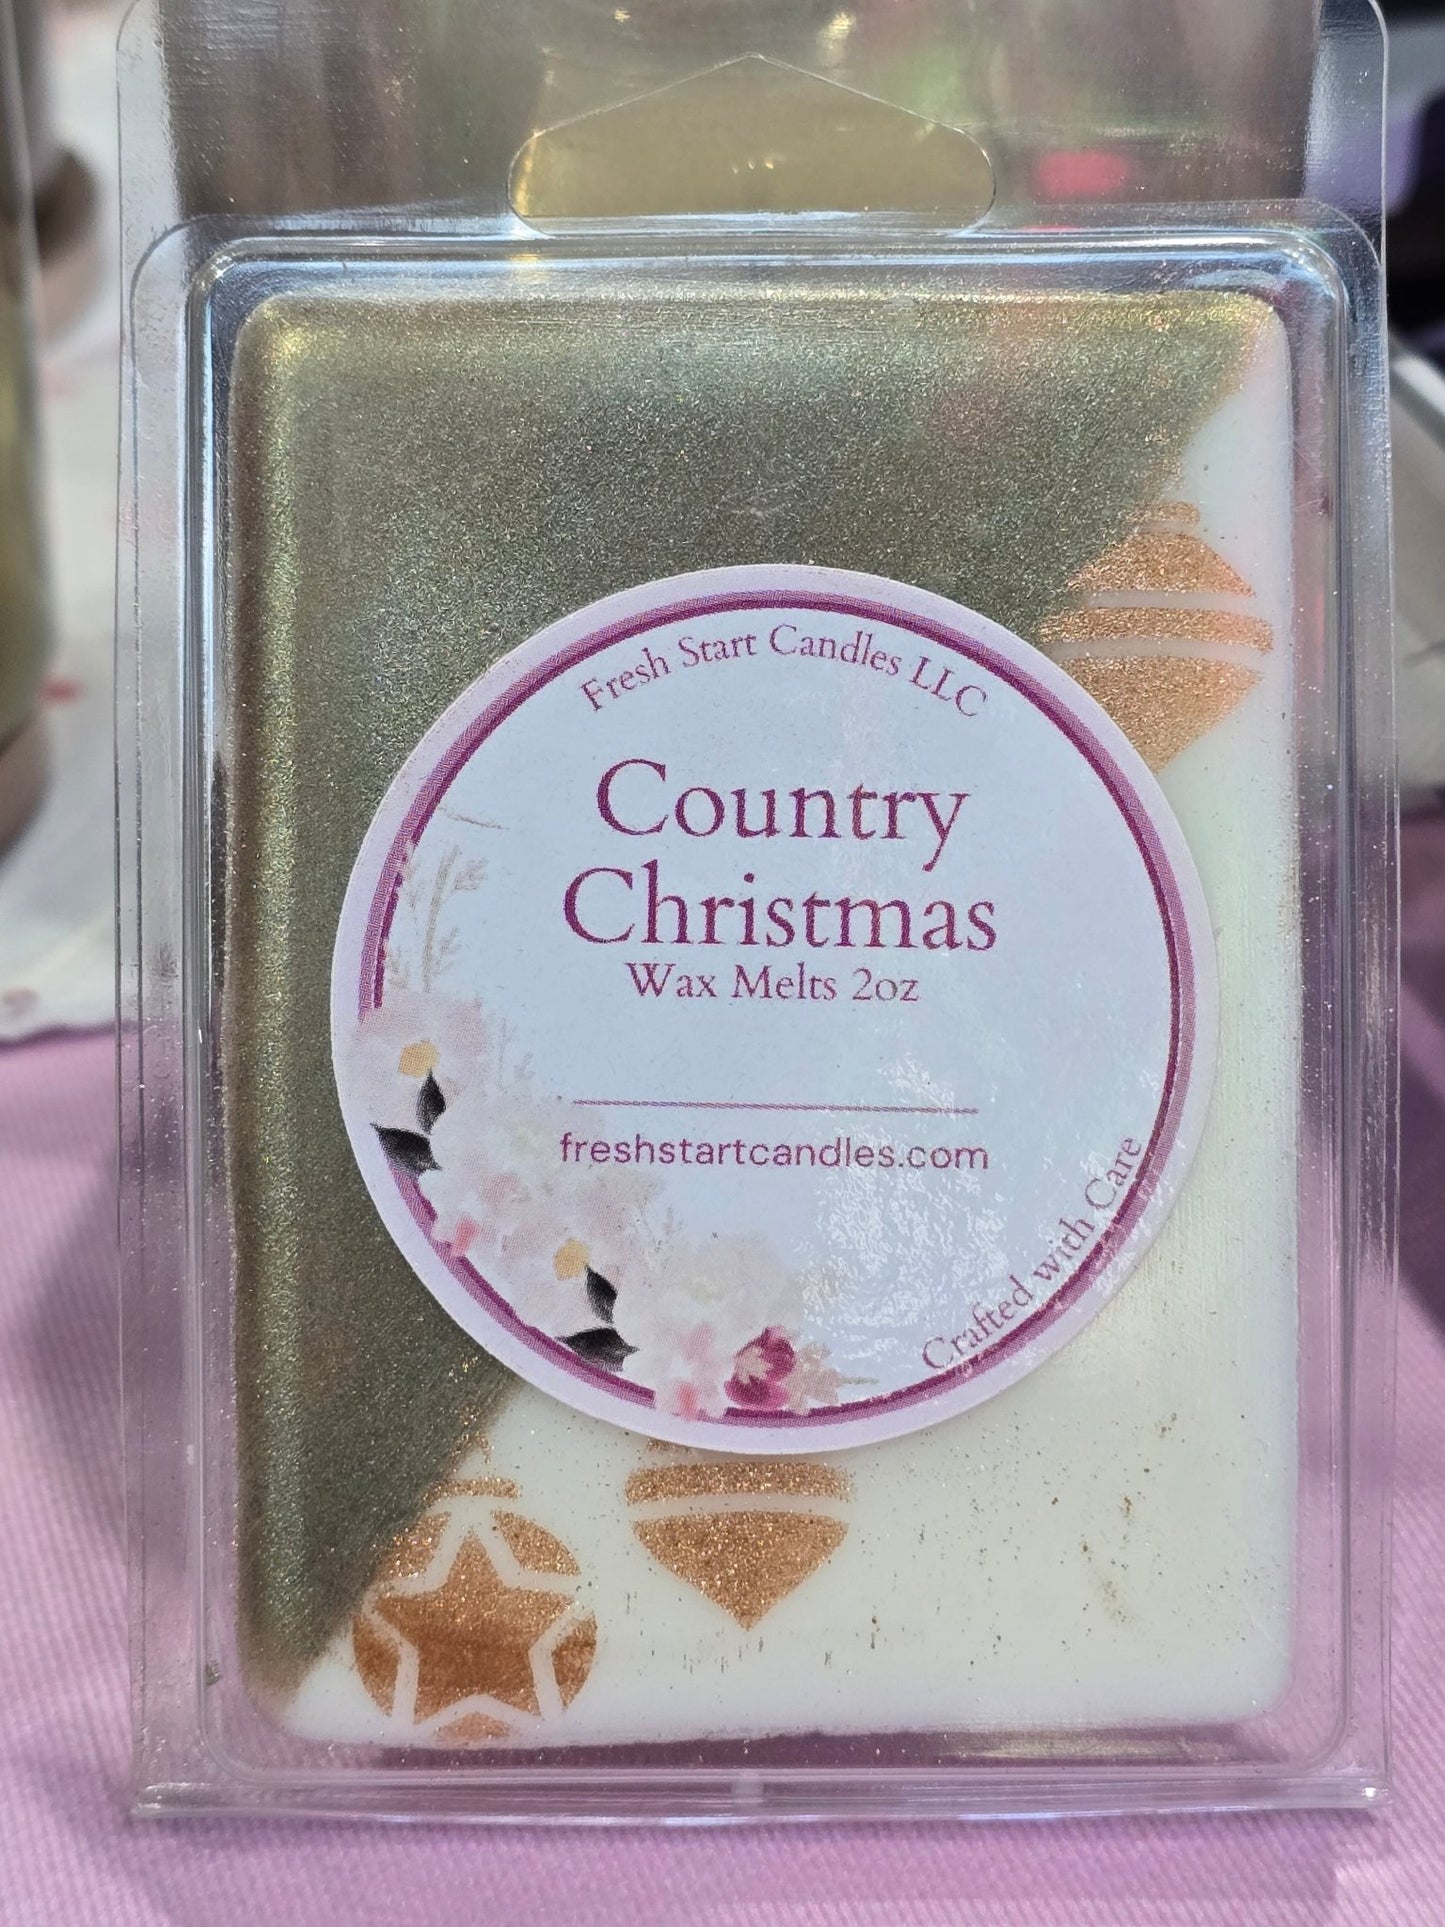 Fresh Start Candles LLC
Country
Christmas
Wax Melts 2oz
freshstartcandles.com
Crafted with Care